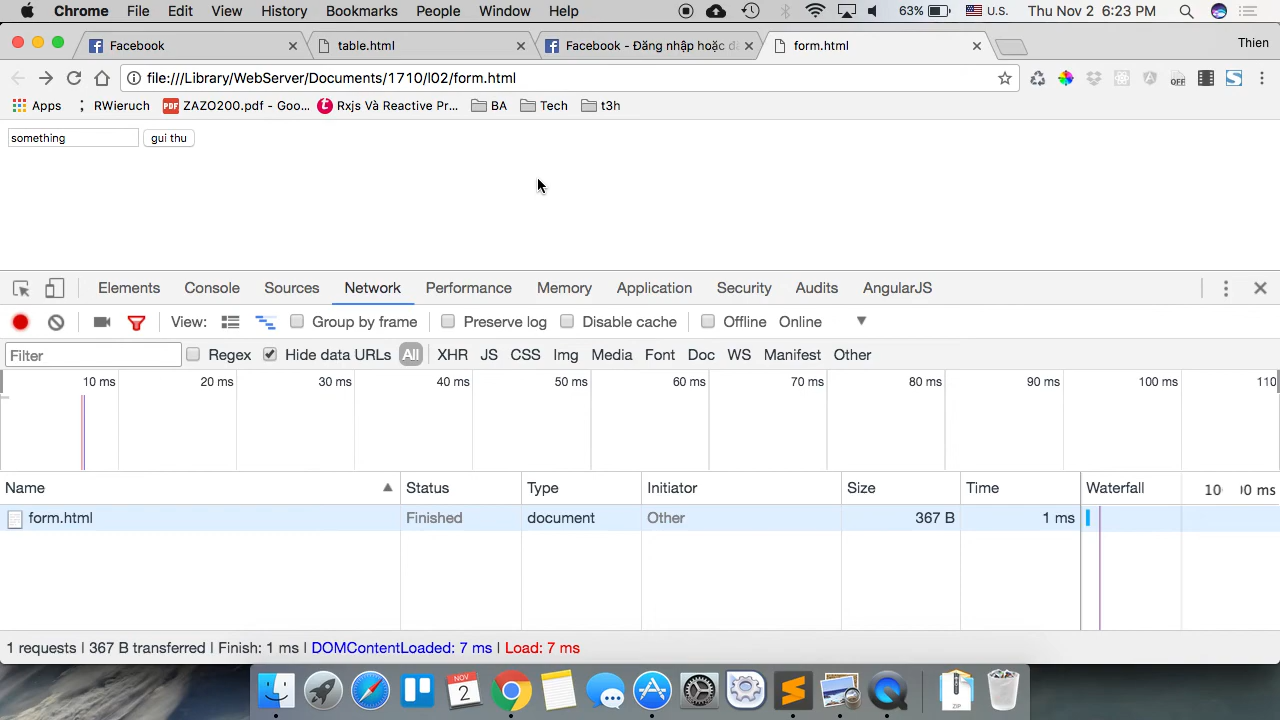 Chrome File Edit View History Bookmarks People Window Help 63% U.S. Thu Nov 2 6:23 PM
Facebook table.html Facebook - Đăng nhập hoặc đă form.html Thien
file:///Library/WebServer/Documents/1710/l02/form.html
Apps RWieruch ZAZO200.pdf - Goo... Rxjs Và Reactive Pr... BA Tech t3h
something gui thu
Elements Console Sources Network Performance Memory Application Security Audits AngularJS
View: Group by frame Preserve log Disable cache Offline Online
Filter Regex Hide data URLs All XHR JS CSS Img Media Font Doc WS Manifest Other
10 ms 20 ms 30 ms 40 ms 50 ms 60 ms 70 ms 80 ms 90 ms 100 ms 110
Name Status Type Initiator Size Time Waterfall
form.html Finished document Other 367 B 1 ms
1 requests | 367 B transferred | Finish: 1 ms | DOMContentLoaded: 7 ms | Load: 7 ms
NOV
2
ZIP